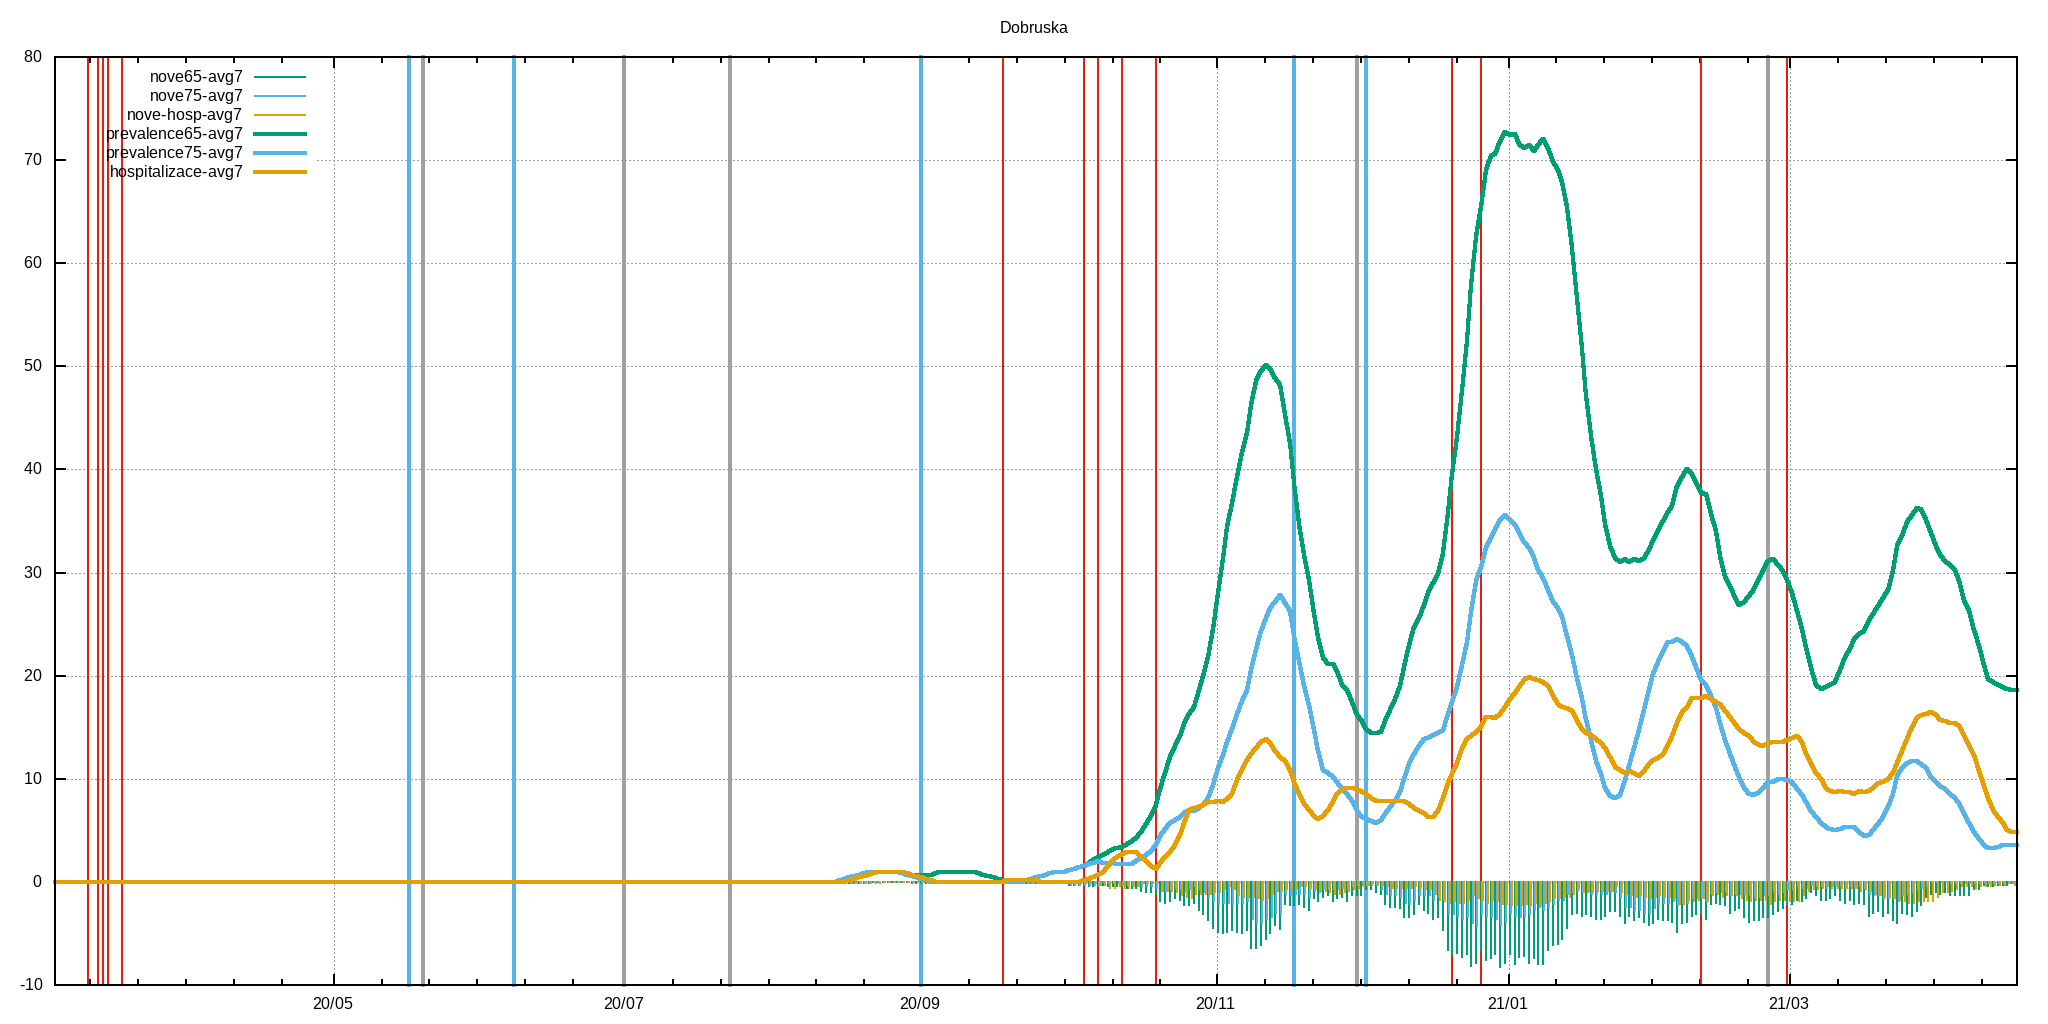 Dobruska
80
70
60
50
40
30
20
10
0
-10
nove65-avg7
nove75-avg7
nove-hosp-avg7
prevalence65-avg7
prevalence75-avg7
hospitalizace-avg7
20/05 20/07 20/09 20/11 21/01 21/03